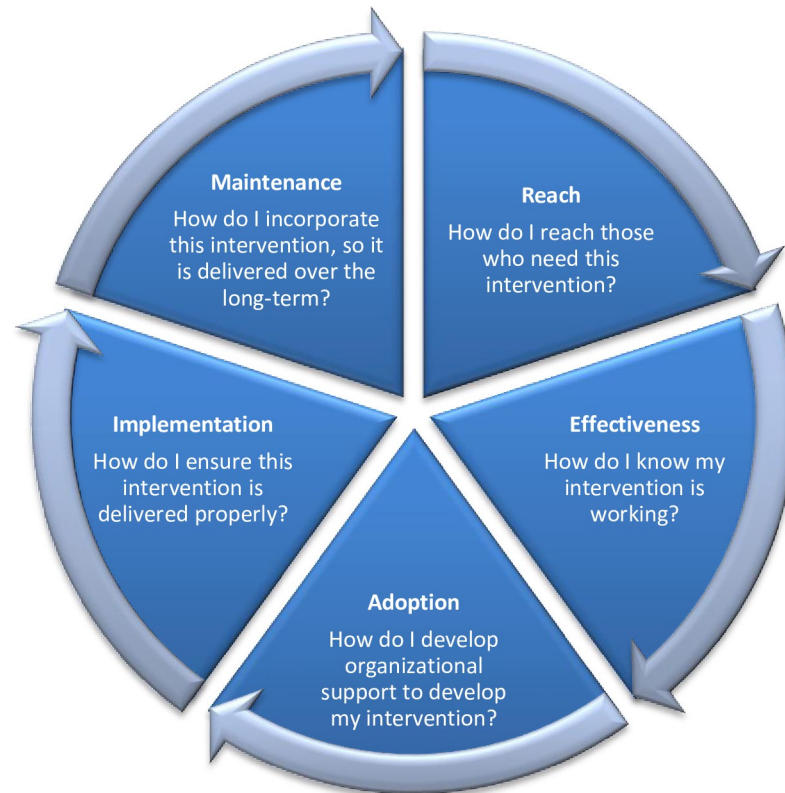 Maintenance
How do I incorporate
this intervention, so it
is delivered over the
long-term?
Reach
How do I reach those
who need this
intervention?
Implementation
How do I ensure this
intervention is
delivered properly?
Effectiveness
How do I know my
intervention is
working?
Adoption
How do I develop
organizational
support to develop
my intervention?